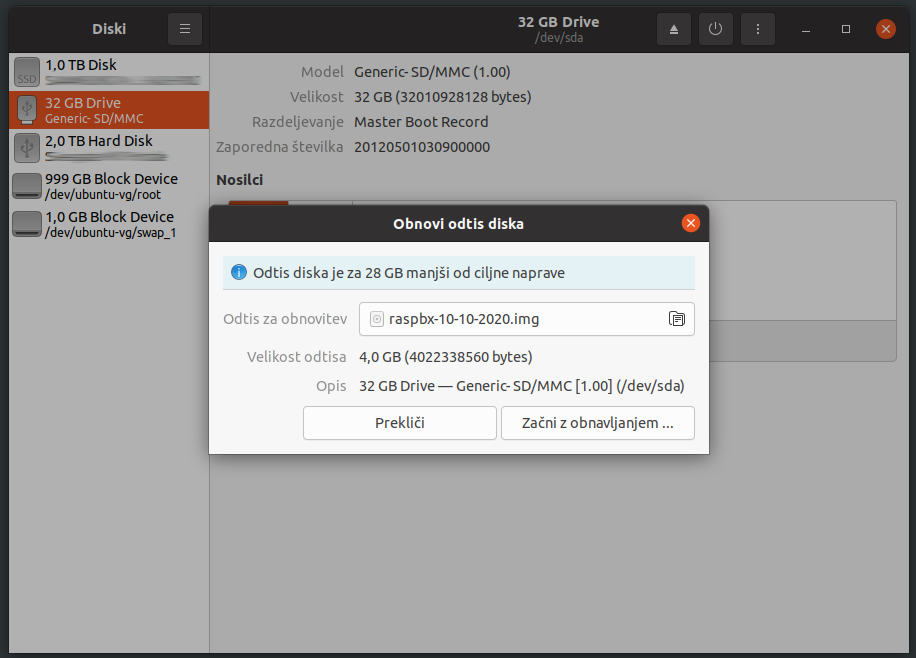 Diski
32 GB Drive
/dev/sda
SSD
1,0 TB Disk
32 GB Drive
Generic- SD/MMC
2,0 TB Hard Disk
999 GB Block Device
/dev/ubuntu-vg/root
1,0 GB Block Device
/dev/ubuntu-vg/swap_1
Model Generic- SD/MMC (1.00)
Velikost 32 GB (32010928128 bytes)
Razdeljevanje Master Boot Record
Zaporedna številka 20120501030900000
Nosilci
Obnovi odtis diska
Odtis diska je za 28 GB manjši od ciljne naprave
Odtis za obnovitev raspbx-10-10-2020.img
Velikost odtisa 4,0 GB (4022338560 bytes)
Opis 32 GB Drive — Generic- SD/MMC [1.00] (/dev/sda)
Prekliči Začni z obnavljanjem ...